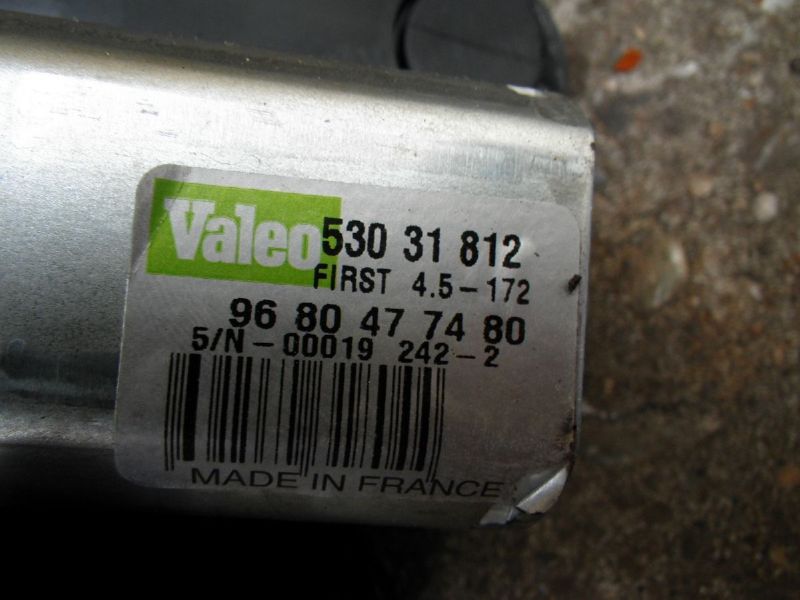 Valeo 530 31 812
FIRST 4.5-172
96 80 47 74 80
S/N-00019 242-2
MADE IN FRANCE